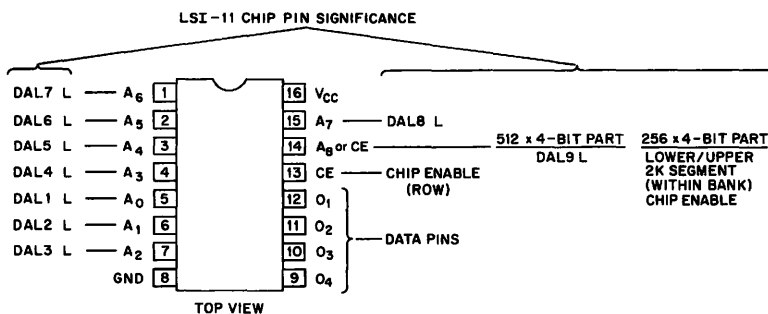 LSI-11 CHIP PIN SIGNIFICANCE
DAL7 L — A6 1 16 VCC
DAL6 L — A5 2 15 A7 — DAL8 L
DAL5 L — A4 3 14 A8 or CE — 512 x 4-BIT PART 256 x 4-BIT PART
DAL9 L LOWER/UPPER
2K SEGMENT
(WITHIN BANK)
CHIP ENABLE
DAL4 L — A3 4 13 CE — CHIP ENABLE
(ROW)
DAL1 L — A0 5 12 O1
DAL2 L — A1 6 11 O2
DATA PINS
DAL3 L — A2 7 10 O3
GND 8 9 O4
TOP VIEW